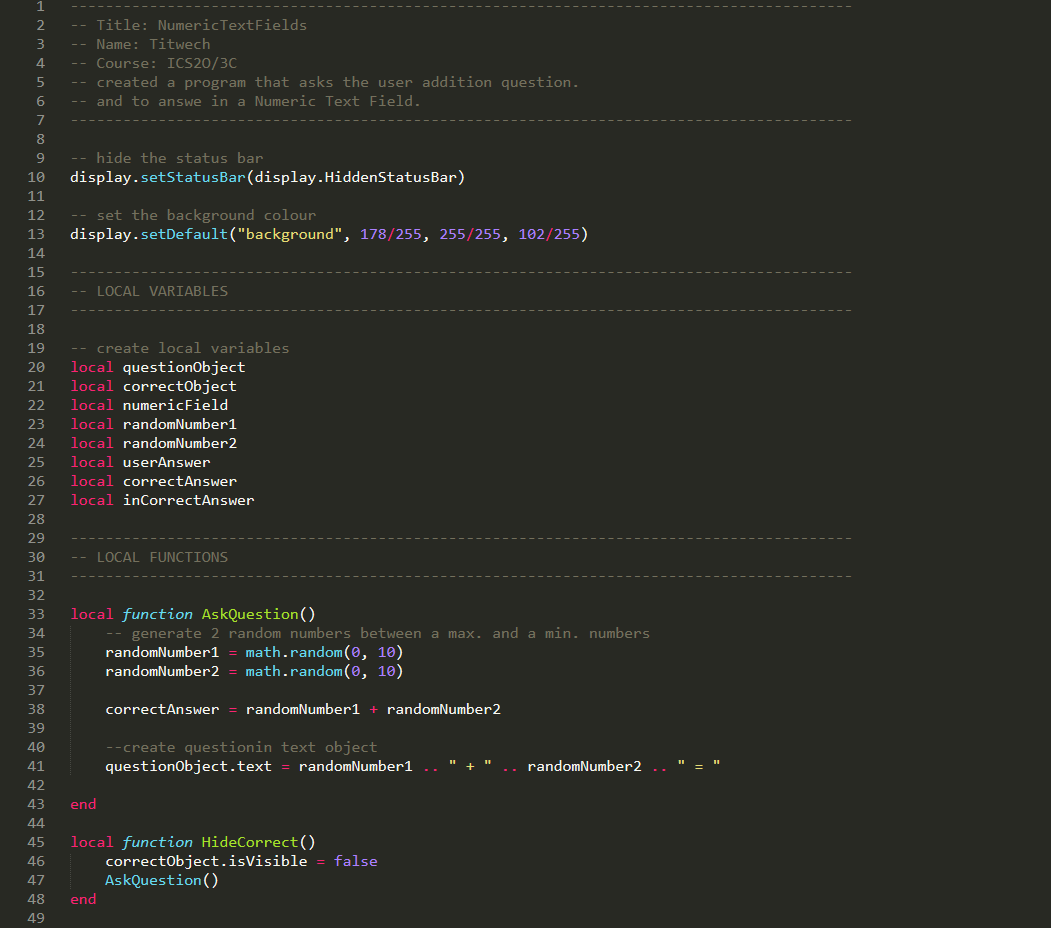 1 -----------------------------------------------------------------------------------------
2 -- Title: NumericTextFields
3 -- Name: Titwech
4 -- Course: ICS2O/3C
5 -- created a program that asks the user addition question.
6 -- and to answe in a Numeric Text Field.
7 -----------------------------------------------------------------------------------------
8
9 -- hide the status bar
10 display.setStatusBar(display.HiddenStatusBar)
11
12 -- set the background colour
13 display.setDefault("background", 178/255, 255/255, 102/255)
14
15 -----------------------------------------------------------------------------------------
16 -- LOCAL VARIABLES
17 -----------------------------------------------------------------------------------------
18
19 -- create local variables
20 local questionObject
21 local correctObject
22 local numericField
23 local randomNumber1
24 local randomNumber2
25 local userAnswer
26 local correctAnswer
27 local inCorrectAnswer
28
29 -----------------------------------------------------------------------------------------
30 -- LOCAL FUNCTIONS
31 -----------------------------------------------------------------------------------------
32
33 local function AskQuestion()
34     -- generate 2 random numbers between a max. and a min. numbers
35     randomNumber1 = math.random(0, 10)
36     randomNumber2 = math.random(0, 10)
37
38     correctAnswer = randomNumber1 + randomNumber2
39
40     --create questionin text object
41     questionObject.text = randomNumber1 .. " + " .. randomNumber2 .. " = "
42
43 end
44
45 local function HideCorrect()
46     correctObject.isVisible = false
47     AskQuestion()
48 end
49